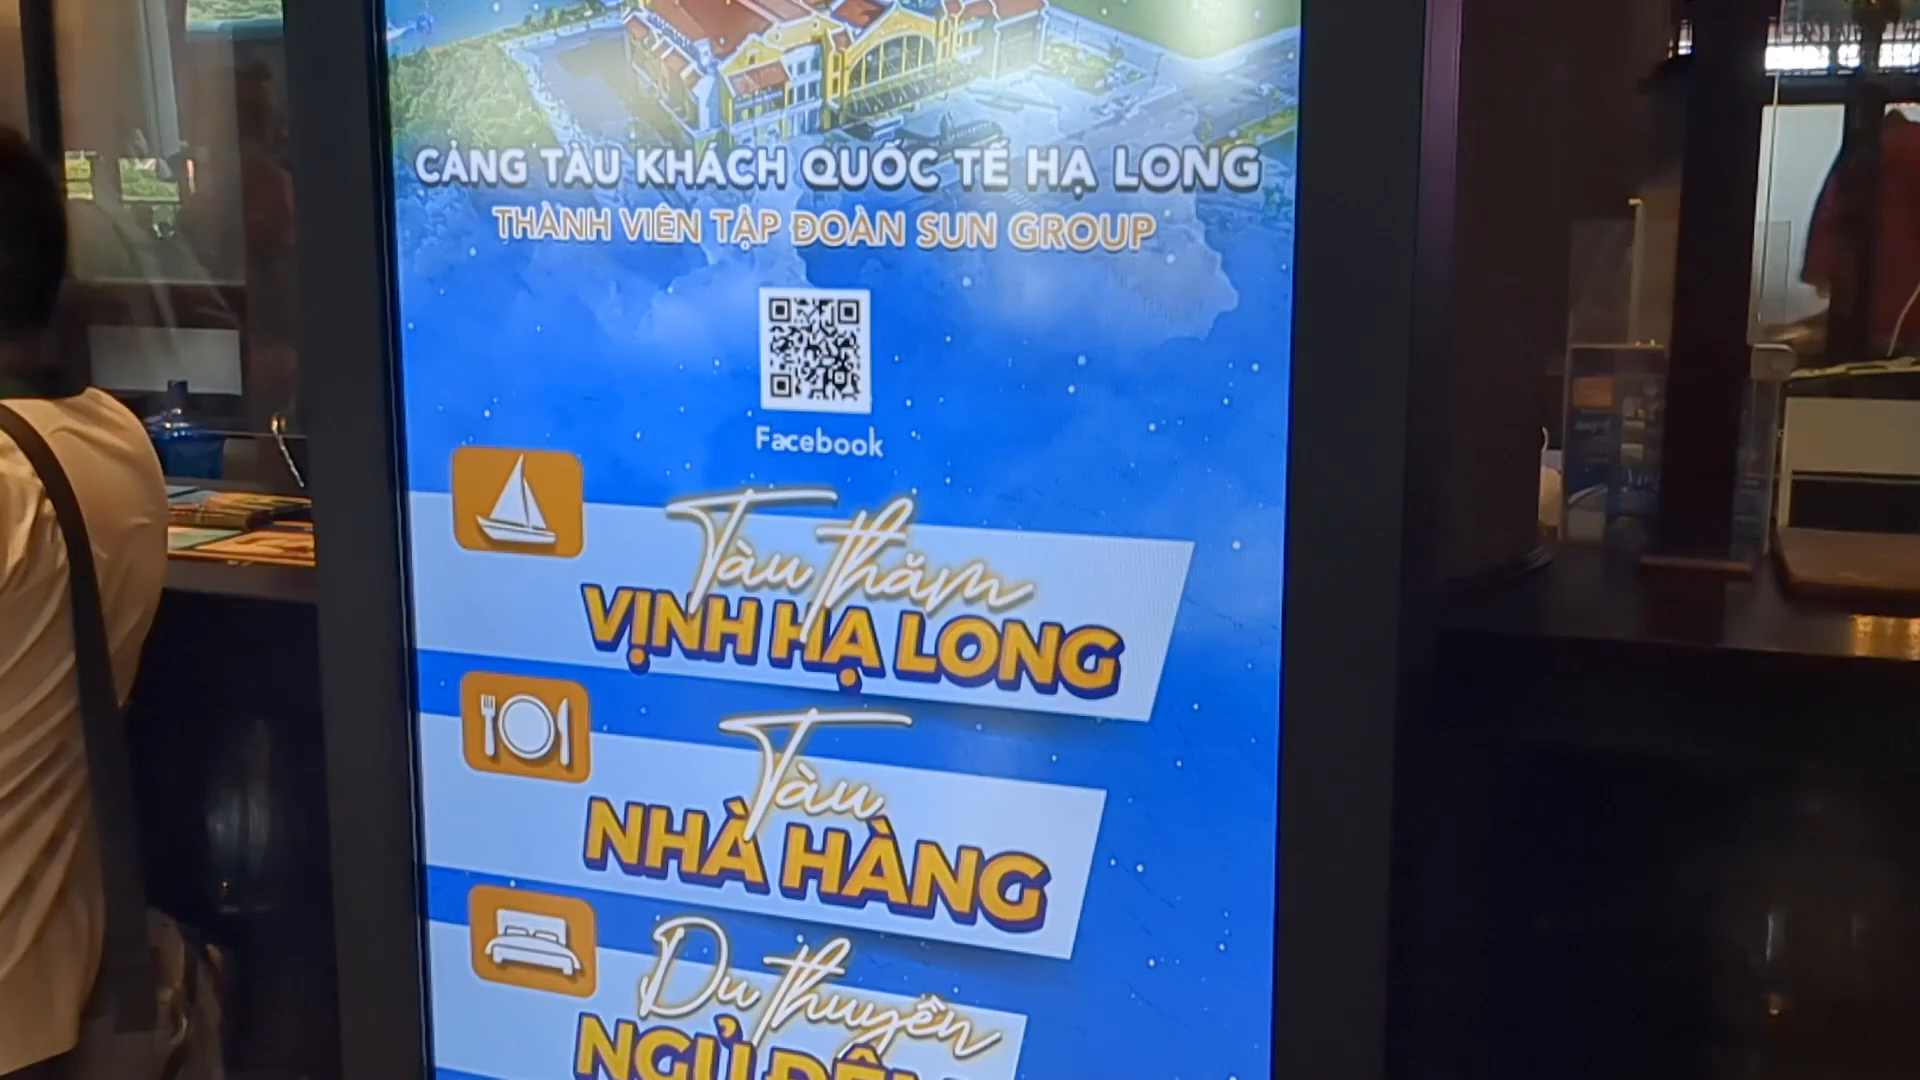 CẢNG TÀU KHÁCH QUỐC TẾ HẠ LONG
THÀNH VIÊN TẬP ĐOÀN SUN GROUP
Facebook
Tàu thăm
VỊNH HẠ LONG
Tàu
NHÀ HÀNG
Du thuyền
NGỦ ĐÊM